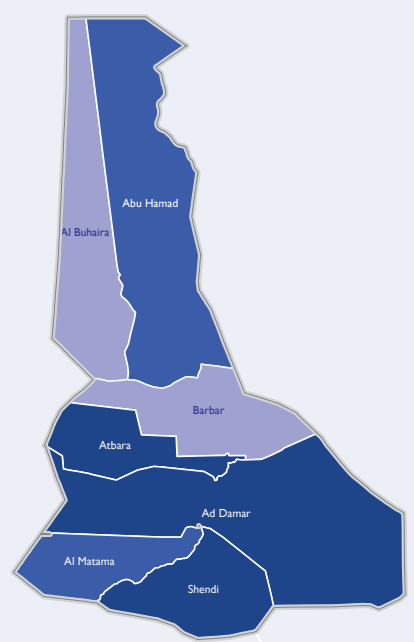 Abu Hamad
Al Buhaira
Barbar
Atbara
Ad Damar
Al Matama
Shendi